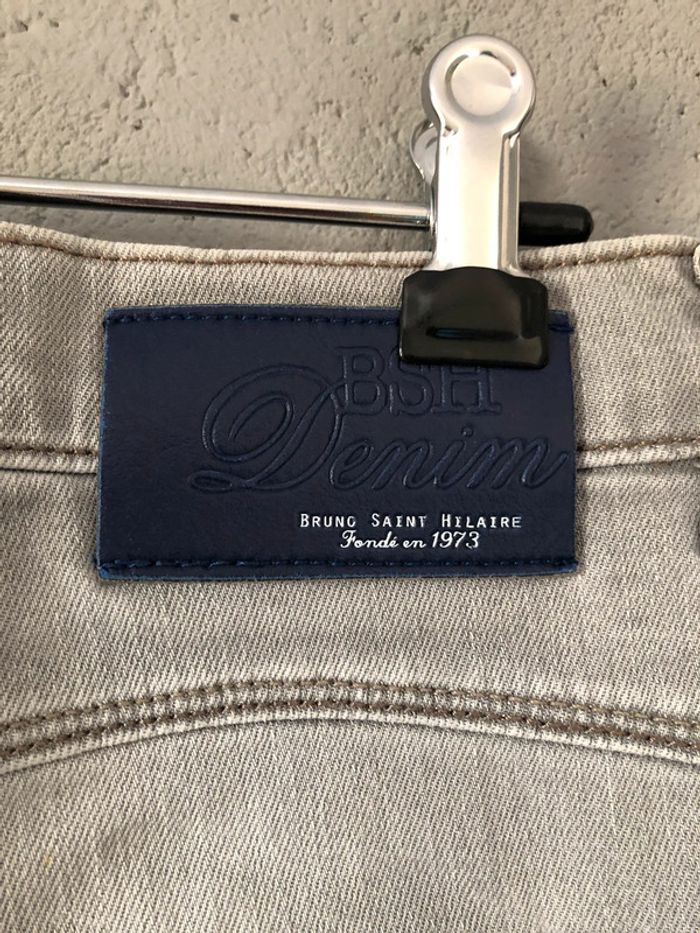 BSH
Denim
BRUNO SAINT HILAIRE
Fondé en 1973